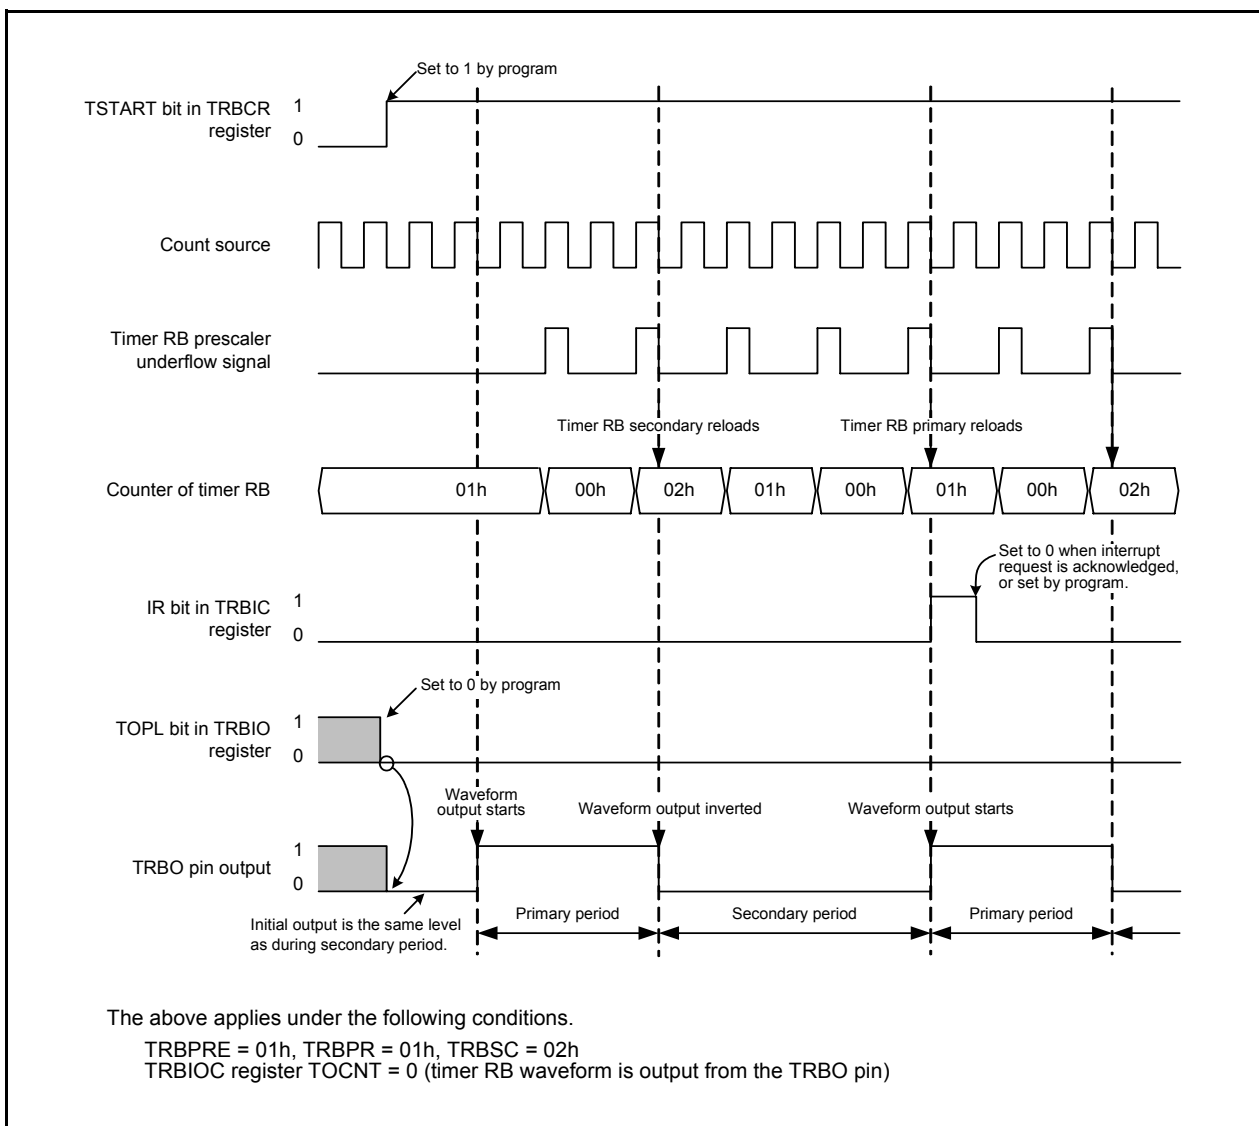 Set to 1 by program
TSTART bit in TRBCR
register
1
0
Count source
Timer RB prescaler
underflow signal
Timer RB secondary reloads
Timer RB primary reloads
Counter of timer RB
01h
00h
02h
01h
00h
01h
00h
02h
Set to 0 when interrupt
request is acknowledged,
or set by program.
IR bit in TRBIC
register
1
0
Set to 0 by program
TOPL bit in TRBIO
register
1
0
Waveform
output starts
Waveform output inverted
Waveform output starts
TRBO pin output
1
0
Initial output is the same level
as during secondary period.
Primary period
Secondary period
Primary period
The above applies under the following conditions.
TRBPRE = 01h, TRBPR = 01h, TRBSC = 02h
TRBIOC register TOCNT = 0 (timer RB waveform is output from the TRBO pin)